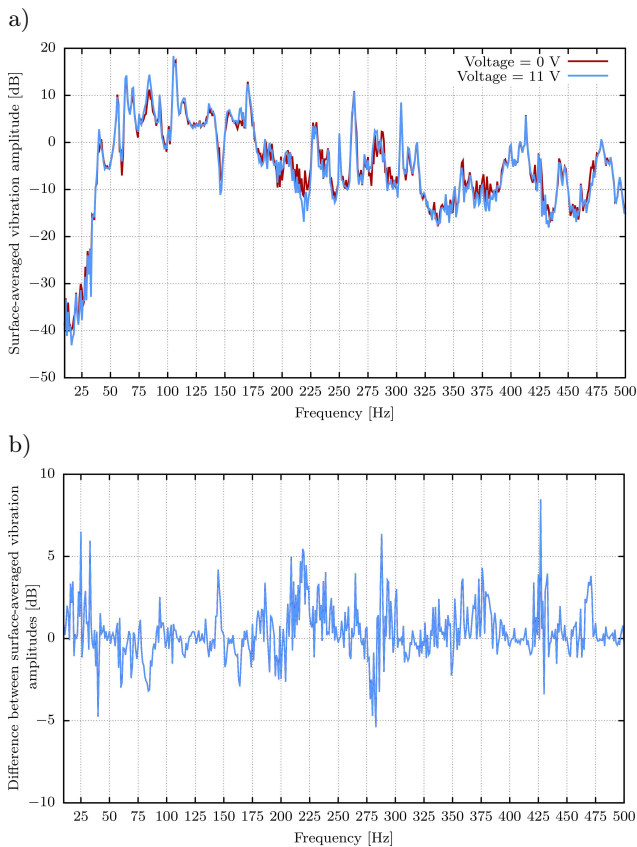 a)
Surface-averaged vibration amplitude [dB]
20
10
0
−10
−20
−30
−40
−50
Voltage = 0 V
Voltage = 11 V
25 50 75 100 125 150 175 200 225 250 275 300 325 350 375 400 425 450 475 500
Frequency [Hz]
b)
Difference between surface-averaged vibration
amplitudes [dB]
10
5
0
−5
−10
25 50 75 100 125 150 175 200 225 250 275 300 325 350 375 400 425 450 475 500
Frequency [Hz]